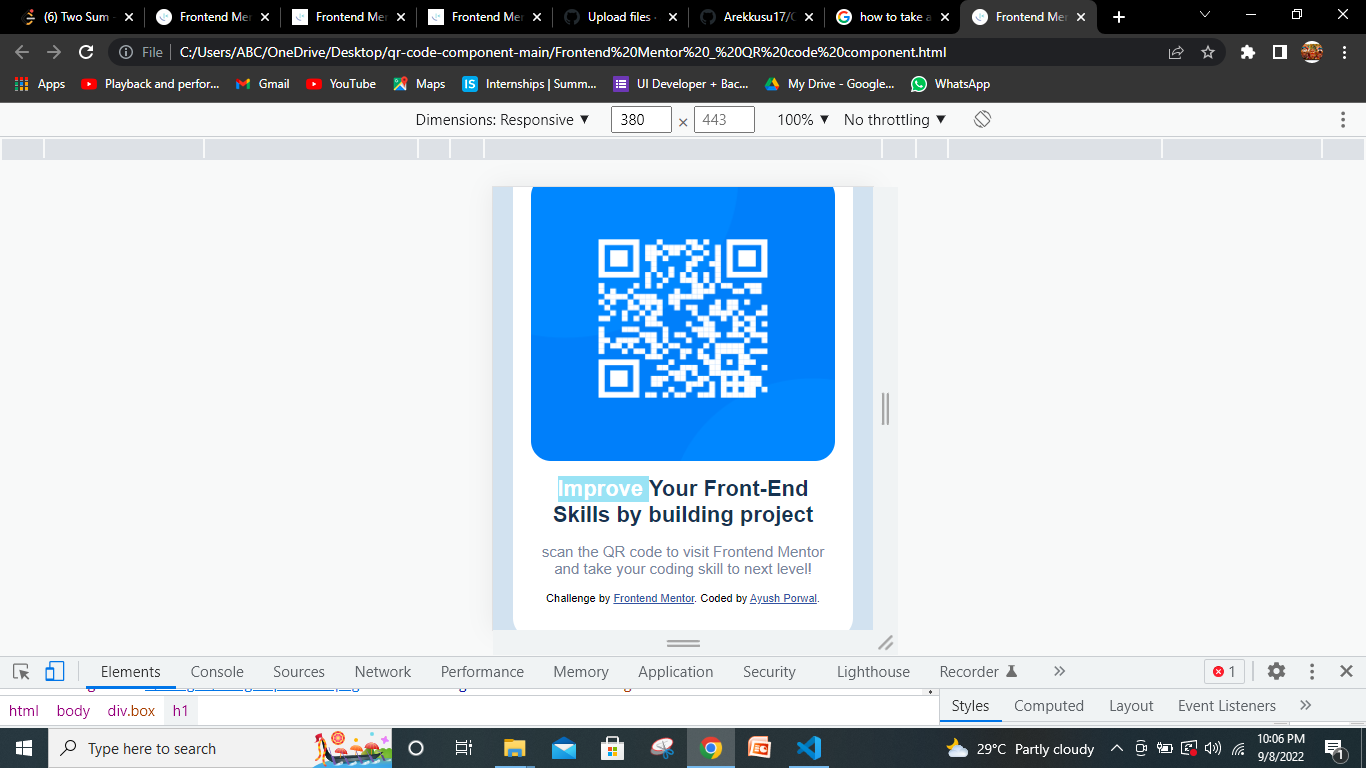 (6) Two Sum - Frontend Mer Frontend Mer Frontend Mer Upload files · Arekkusu17/ how to take a Frontend Mer
File C:/Users/ABC/OneDrive/Desktop/qr-code-component-main/Frontend%20Mentor%20_%20QR%20code%20component.html
Apps Playback and perfor... Gmail YouTube Maps IS Internships | Summ... UI Developer + Bac... My Drive - Google... WhatsApp
Dimensions: Responsive ▼ 380 × 443 100% ▼ No throttling ▼
Improve Your Front-End
Skills by building project
scan the QR code to visit Frontend Mentor
and take your coding skill to next level!
Challenge by Frontend Mentor. Coded by Ayush Porwal.
Elements Console Sources Network Performance Memory Application Security Lighthouse Recorder » 1
html body div.box h1 Styles Computed Layout Event Listeners »
Type here to search 29°C Partly cloudy 10:06 PM
9/8/2022 1